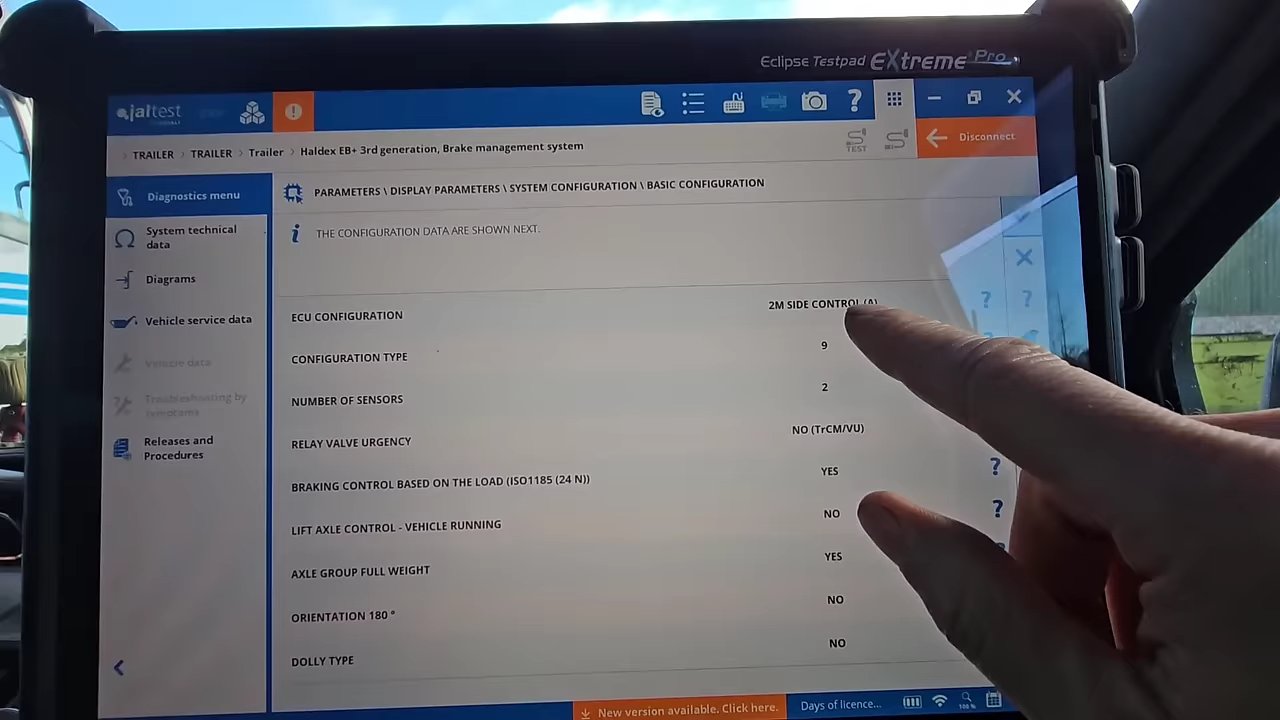 Eclipse Testpad EXtreme Pro
jaltest
?
TRAILER > TRAILER > Trailer > Haldex EB+ 3rd generation, Brake management system
TEST
Disconnect
Diagnostics menu
System technical
data
Diagrams
Vehicle service data
Vehicle data
Troubleshooting by
symptoms
Releases and
Procedures
PARAMETERS \ DISPLAY PARAMETERS \ SYSTEM CONFIGURATION \ BASIC CONFIGURATION
THE CONFIGURATION DATA ARE SHOWN NEXT.
ECU CONFIGURATION 2M SIDE CONTROL (A)
CONFIGURATION TYPE 9
NUMBER OF SENSORS 2
RELAY VALVE URGENCY NO (TrCM/VU)
BRAKING CONTROL BASED ON THE LOAD (ISO1185 (24 N)) YES
LIFT AXLE CONTROL - VEHICLE RUNNING NO
AXLE GROUP FULL WEIGHT YES
ORIENTATION 180 ° NO
DOLLY TYPE NO
New version available. Click here.
Days of licence...
100 %